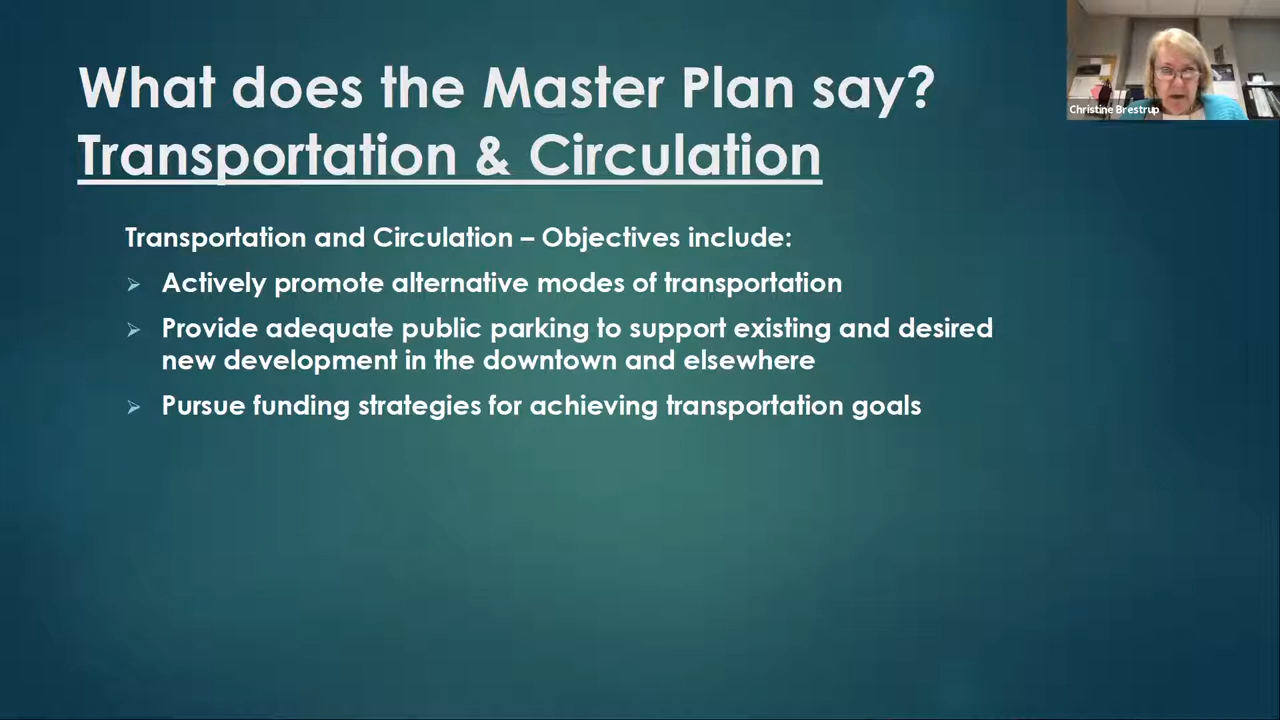 What does the Master Plan say?
Transportation & Circulation
Transportation and Circulation – Objectives include:
Actively promote alternative modes of transportation
Provide adequate public parking to support existing and desired
new development in the downtown and elsewhere
Pursue funding strategies for achieving transportation goals
Christine Brestrup